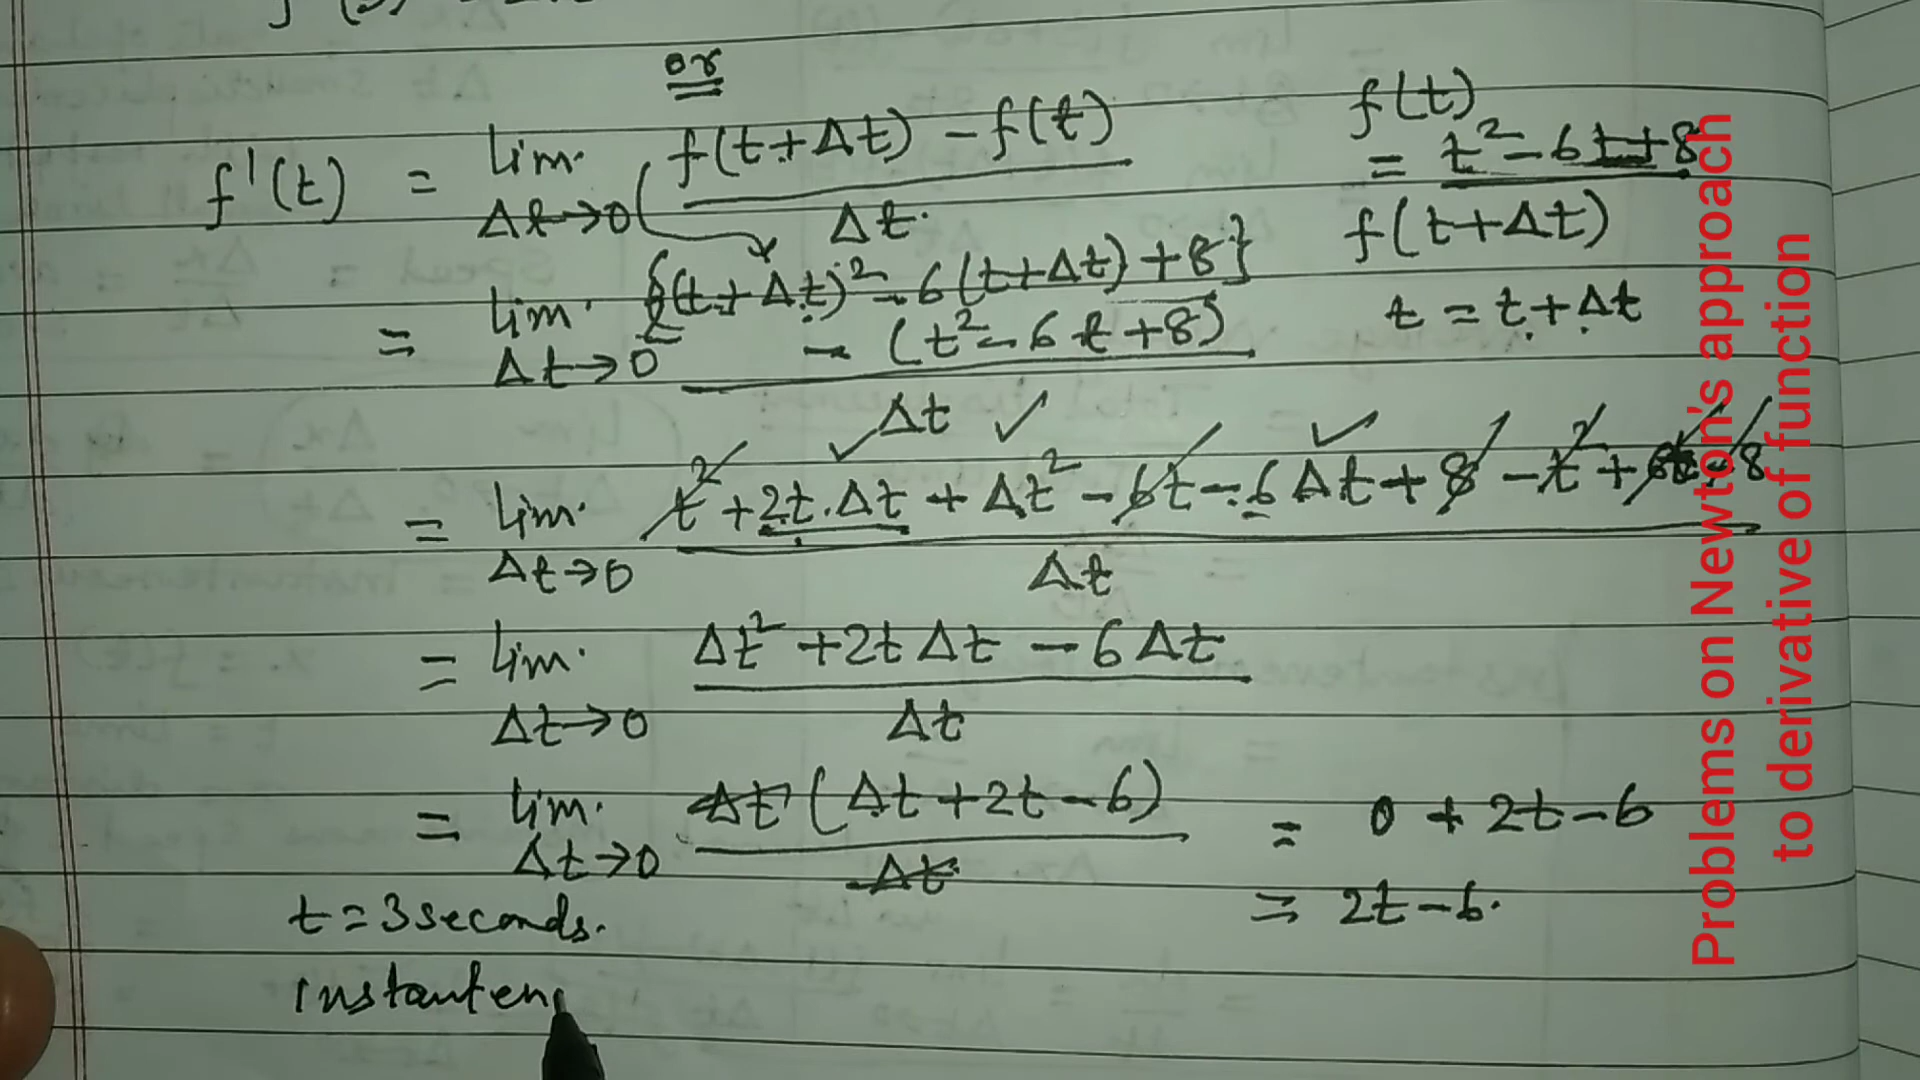 or
f'(t) = lim. Δt→0 f(t+Δt) - f(t) / Δt.
f(t)
= t² - 6t + 8
f(t+Δt)
t = t + Δt
= lim. Δt→0 {(t+Δt)² - 6(t+Δt) + 8} - (t² - 6t + 8) / Δt
= lim. Δt→0 t² + 2t.Δt + Δt² - 6t - 6Δt + 8 - t² + 6t - 8 / Δt
= lim. Δt→0 Δt² + 2tΔt - 6Δt / Δt
= lim. Δt→0 Δt (Δt + 2t - 6) / Δt = 0 + 2t - 6
= 2t - 6.
t = 3 seconds.
Instanten
Problems on Newton's approach
to derivative of function